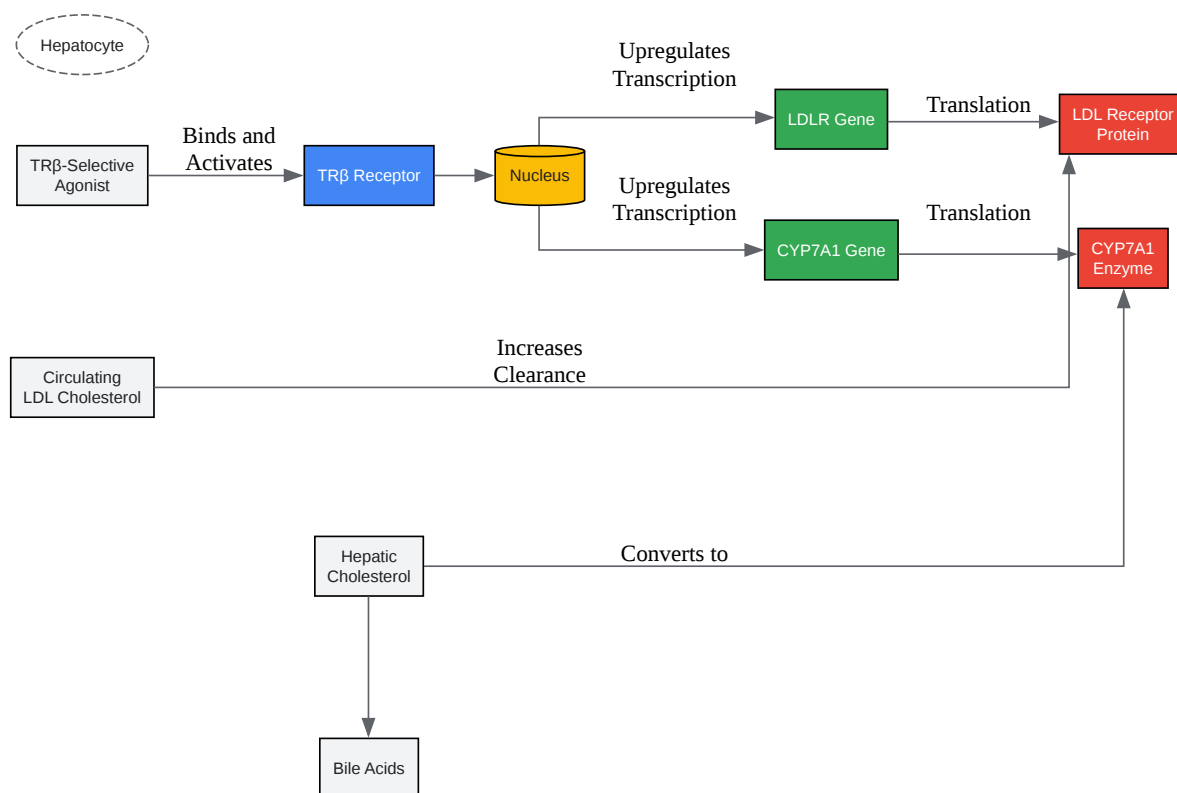 Hepatocyte
Upregulates
Transcription
LDLR Gene
Translation
LDL Receptor
Protein
Binds and
Activates
TRβ-Selective
Agonist
TRβ Receptor
Nucleus
Upregulates
Transcription
CYP7A1 Gene
Translation
CYP7A1
Enzyme
Increases
Clearance
Circulating
LDL Cholesterol
Hepatic
Cholesterol
Converts to
Bile Acids